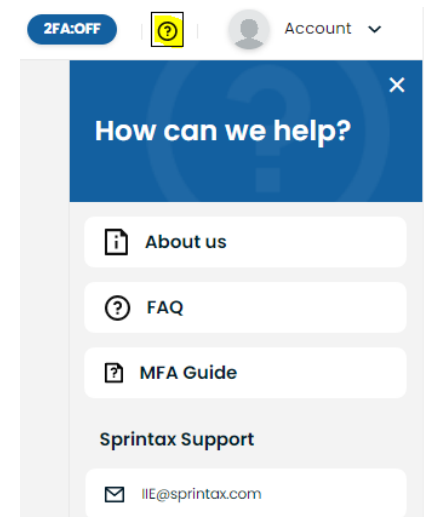 2FA:OFF
Account
How can we help?
About us
FAQ
MFA Guide
Sprintax Support
IIE@sprintax.com